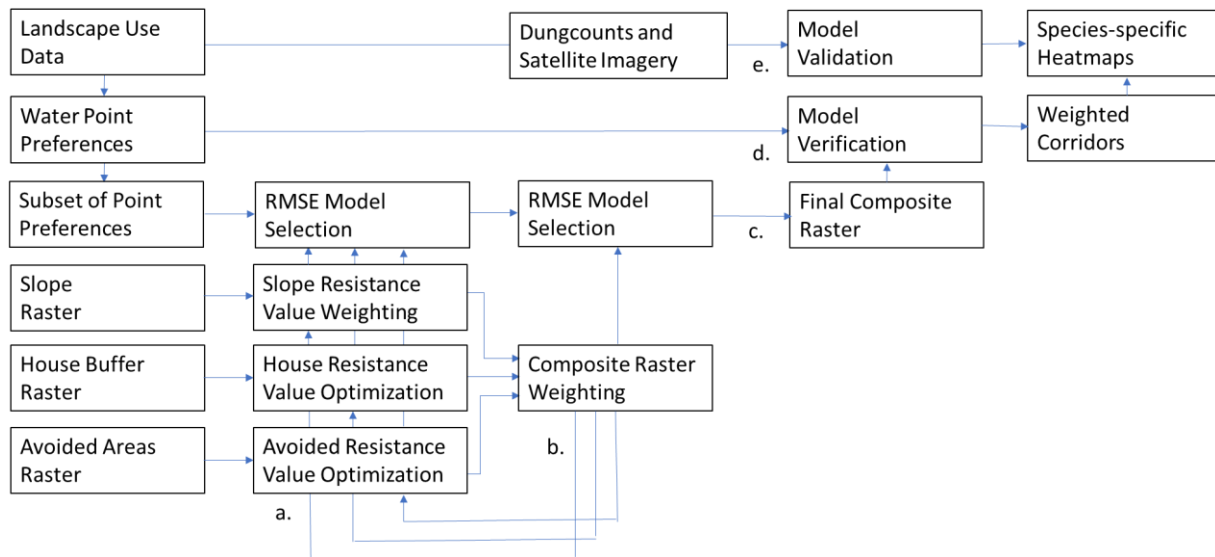 Landscape Use
Data
Dungcounts and
Satellite Imagery
e.
Model
Validation
Species-specific
Heatmaps
Water Point
Preferences
d.
Model
Verification
Weighted
Corridors
Subset of Point
Preferences
RMSE Model
Selection
RMSE Model
Selection
c.
Final Composite
Raster
Slope
Raster
Slope Resistance
Value Weighting
House Buffer
Raster
House Resistance
Value Optimization
Composite Raster
Weighting
Avoided Areas
Raster
Avoided Resistance
Value Optimization
b.
a.